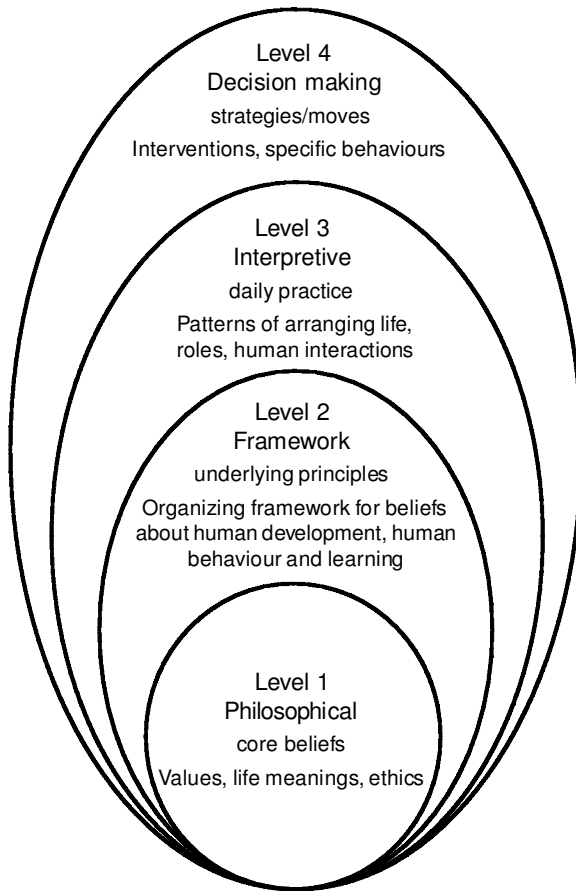 Level 4
Decision making
strategies/moves
Interventions, specific behaviours
Level 3
Interpretive
daily practice
Patterns of arranging life,
roles, human interactions
Level 2
Framework
underlying principles
Organizing framework for beliefs
about human development, human
behaviour and learning
Level 1
Philosophical
core beliefs
Values, life meanings, ethics